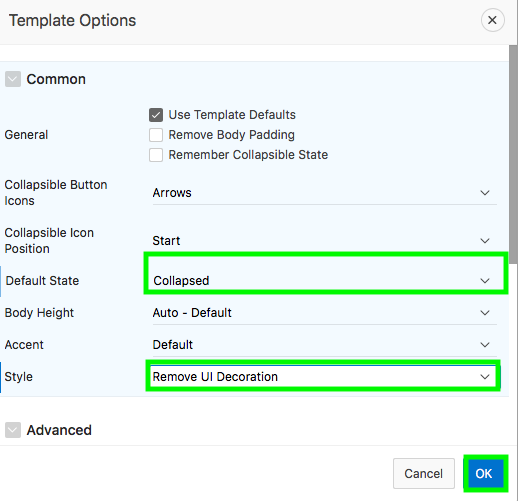 Template Options
Common
General
Use Template Defaults
Remove Body Padding
Remember Collapsible State
Collapsible Button
Icons
Arrows
Collapsible Icon
Position
Start
Default State
Collapsed
Body Height
Auto - Default
Accent
Default
Style
Remove UI Decoration
Advanced
Cancel
OK